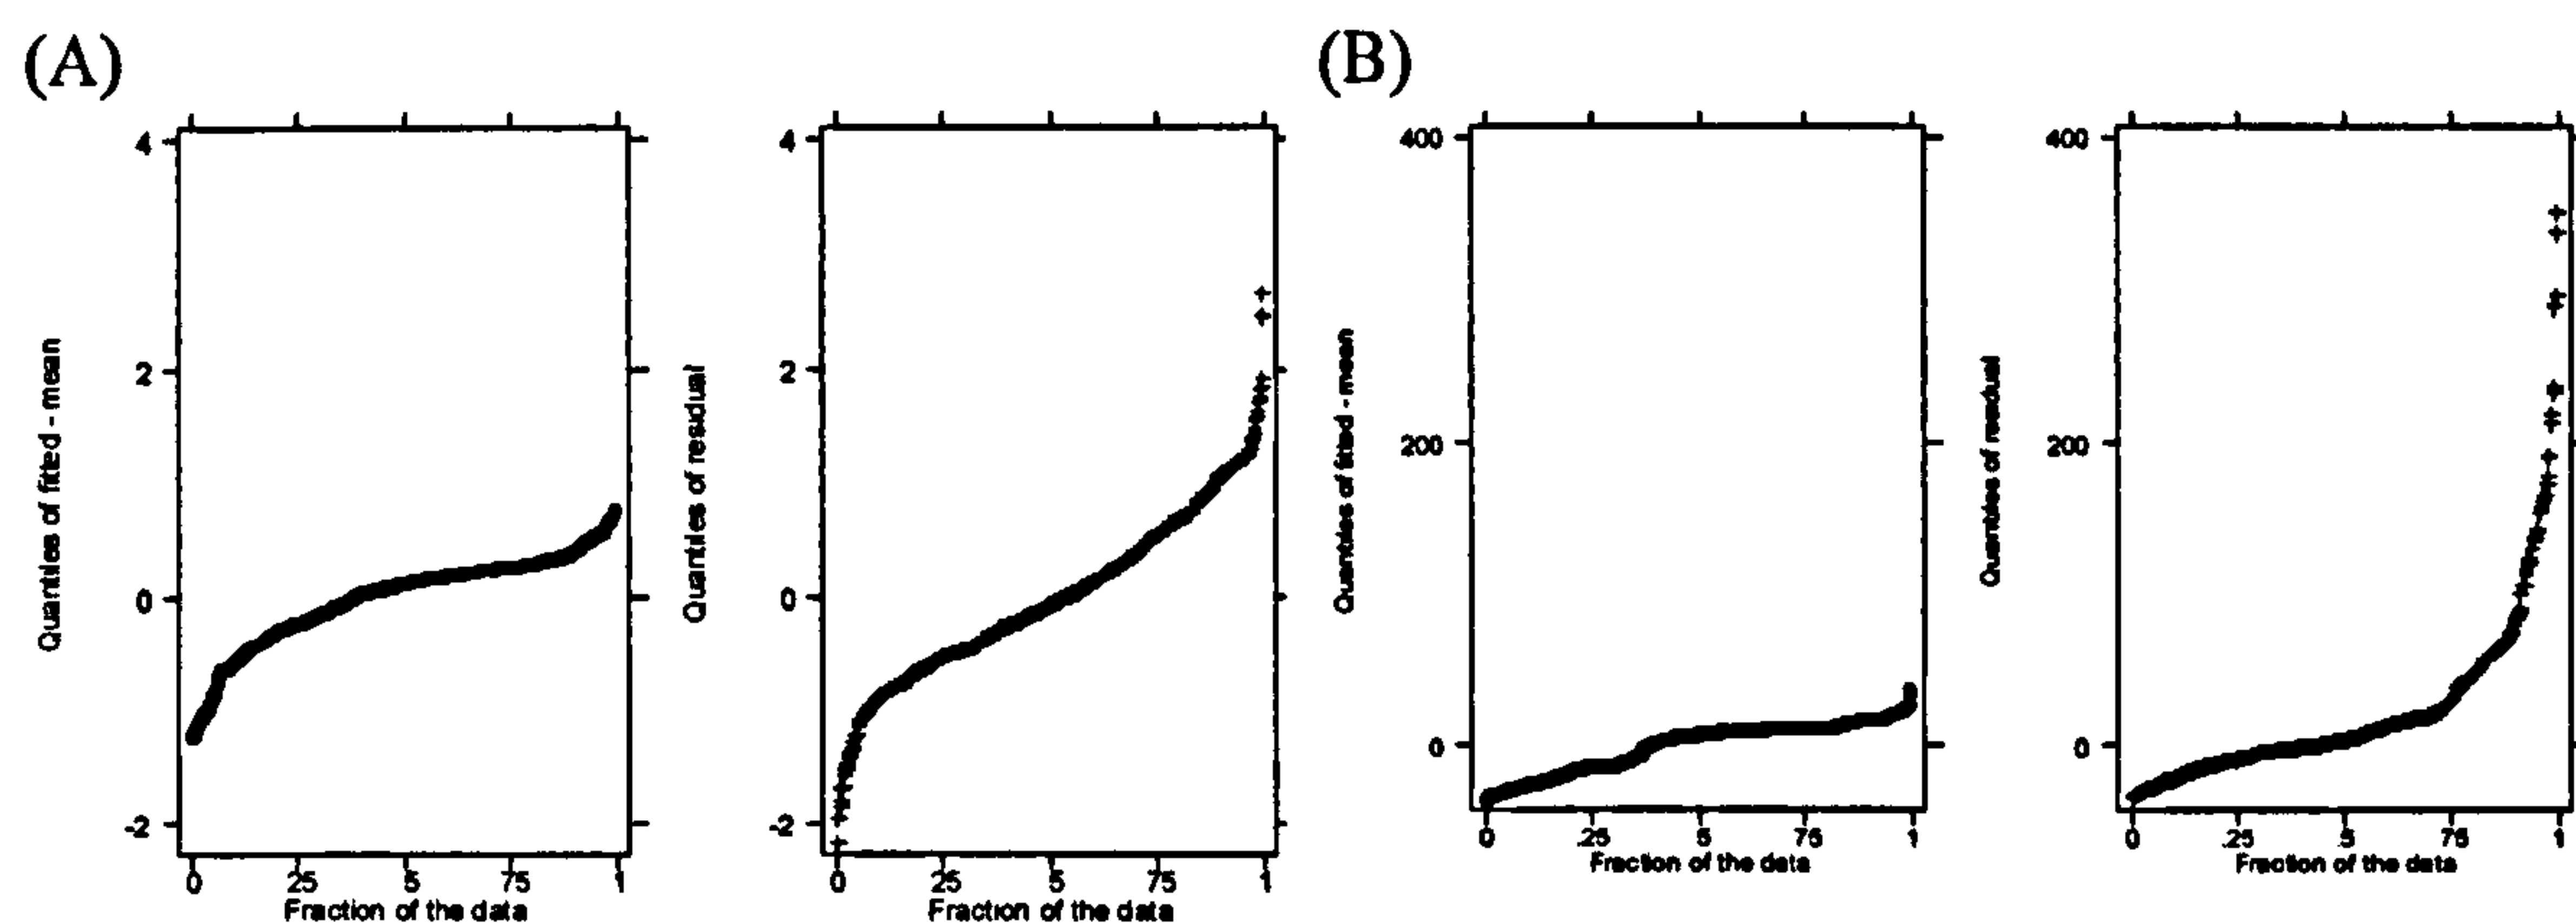 (A)
Quantiles of fitted - mean
4
2
0
-2
0 25 5 75 1
Fraction of the data
Quantiles of residual
4
2
0
-2
0 25 5 75 1
Fraction of the data
(B)
Quantiles of fitted - mean
400
200
0
0 .25 5 75 1
Fraction of the data
Quantiles of residual
400
200
0
0 .25 .5 75 1
Fraction of the data